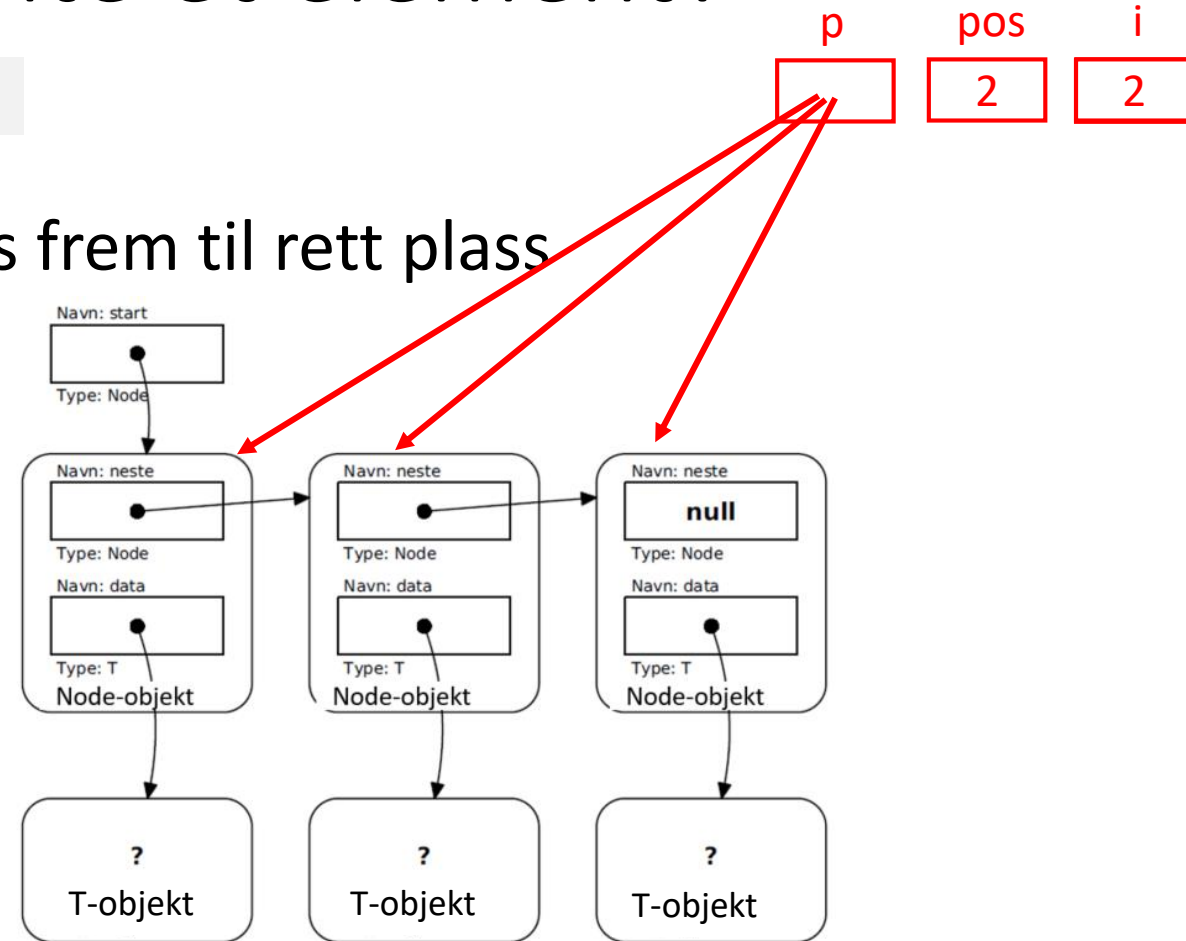 et element?
p pos i
2 2
s frem til rett plass
Navn: start
Type: Node
Navn: neste Navn: neste Navn: neste
null
Type: Node Type: Node Type: Node
Navn: data Navn: data Navn: data
Type: T Type: T Type: T
Node-objekt Node-objekt Node-objekt
? ? ?
T-objekt T-objekt T-objekt